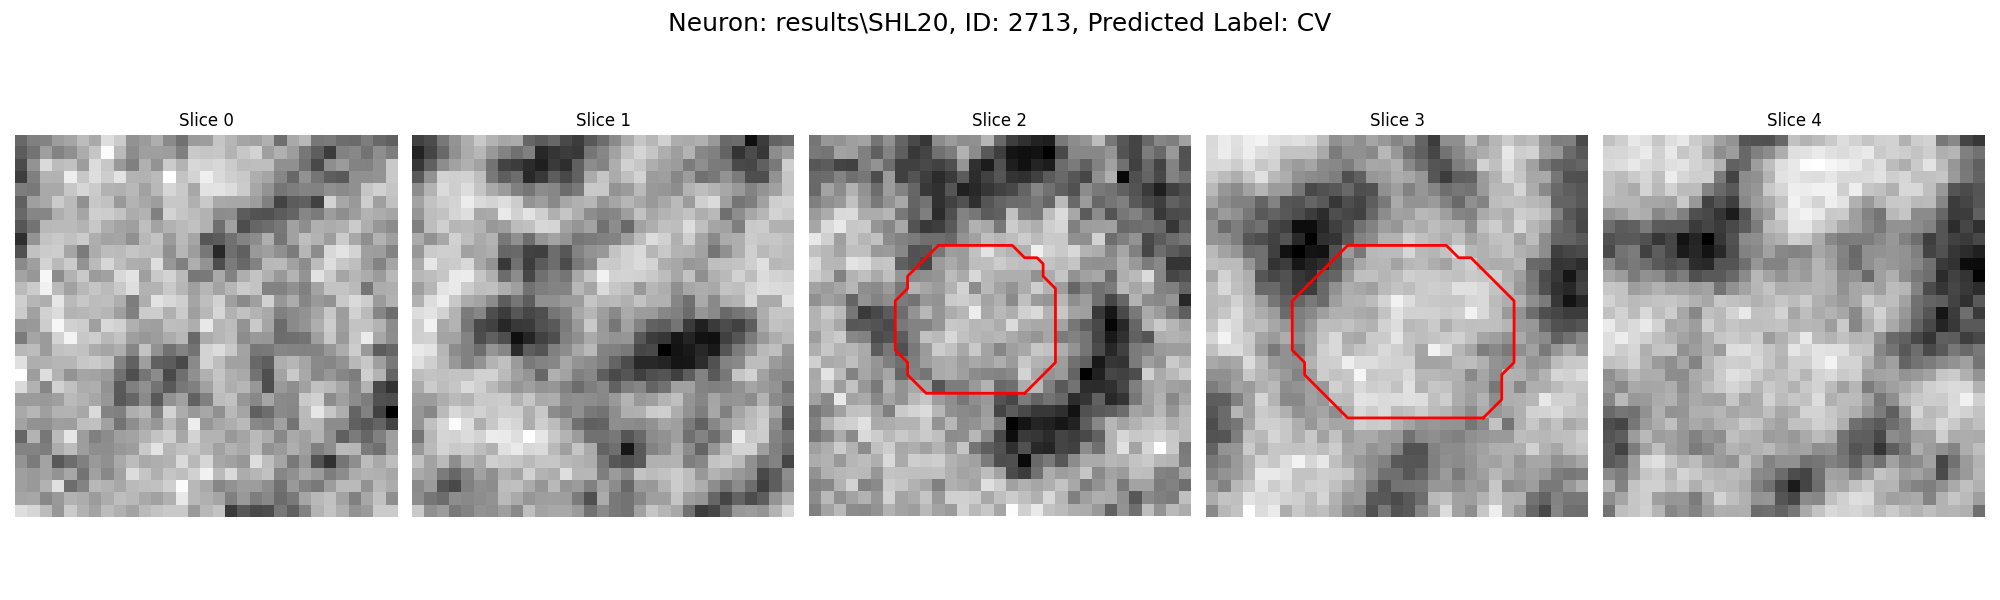 Neuron: results\SHL20, ID: 2713, Predicted Label: CV
Slice 0
Slice 1
Slice 2
Slice 3
Slice 4